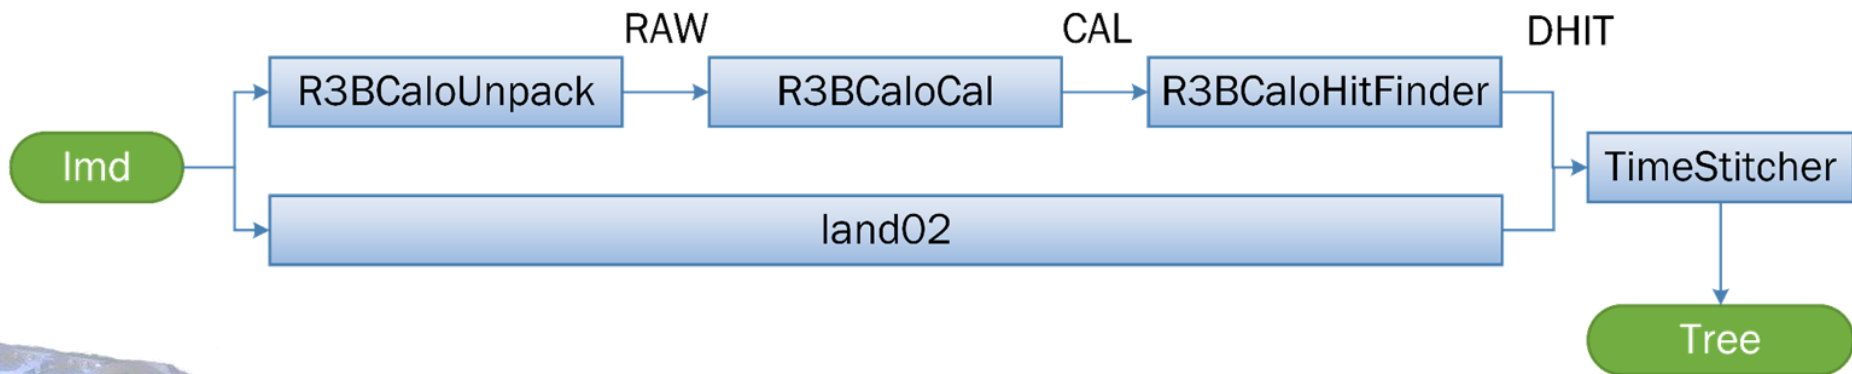 RAW
CAL
DHIT
R3BCaloUnpack
R3BCaloCal
R3BCaloHitFinder
lmd
TimeStitcher
land02
Tree